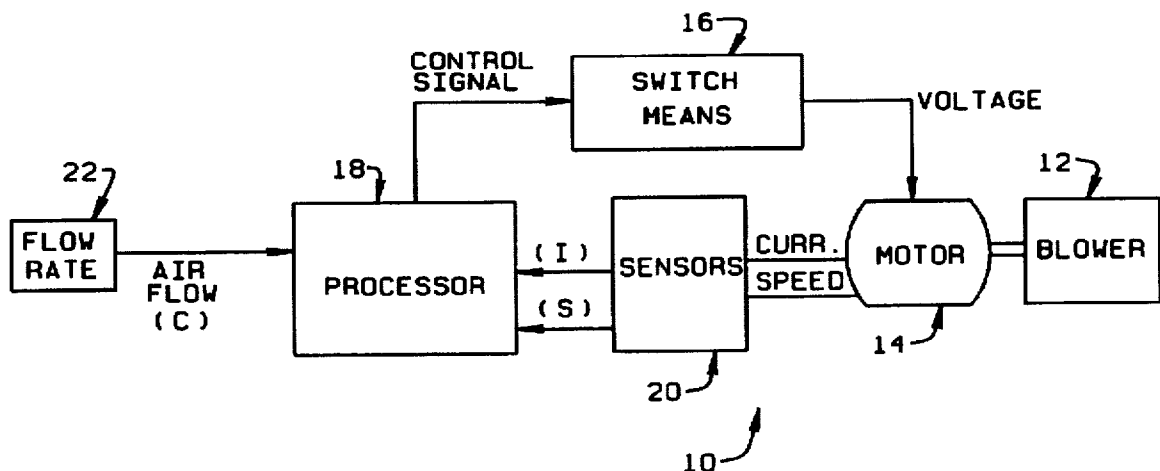 16
CONTROL
SIGNAL
SWITCH
MEANS
VOLTAGE
22
18
12
FLOW
RATE
AIR
FLOW
(C)
PROCESSOR
(I)
(S)
SENSORS
CURR.
SPEED
MOTOR
BLOWER
14
20
10